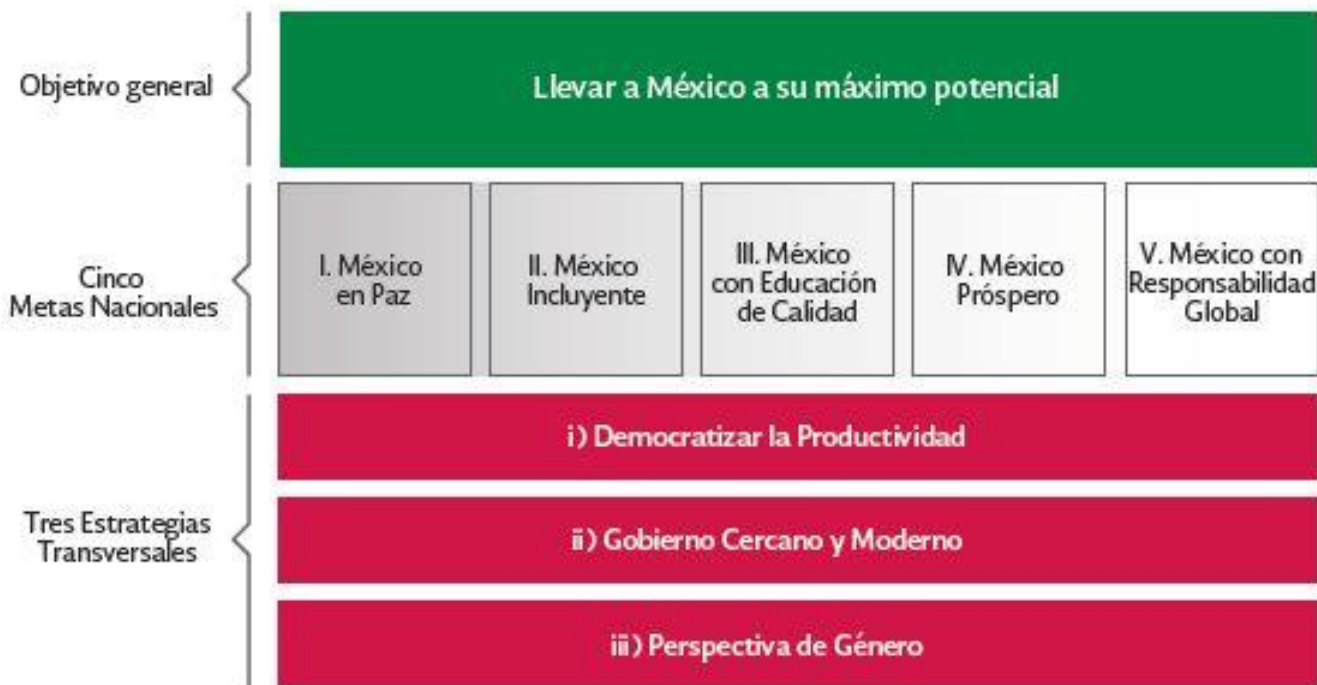 Objetivo general
Llevar a México a su máximo potencial
Cinco
Metas Nacionales
I. México
en Paz
II. México
Incluyente
III. México
con Educación
de Calidad
IV. México
Próspero
V. México con
Responsabilidad
Global
Tres Estrategias
Transversales
i) Democratizar la Productividad
ii) Gobierno Cercano y Moderno
iii) Perspectiva de Género